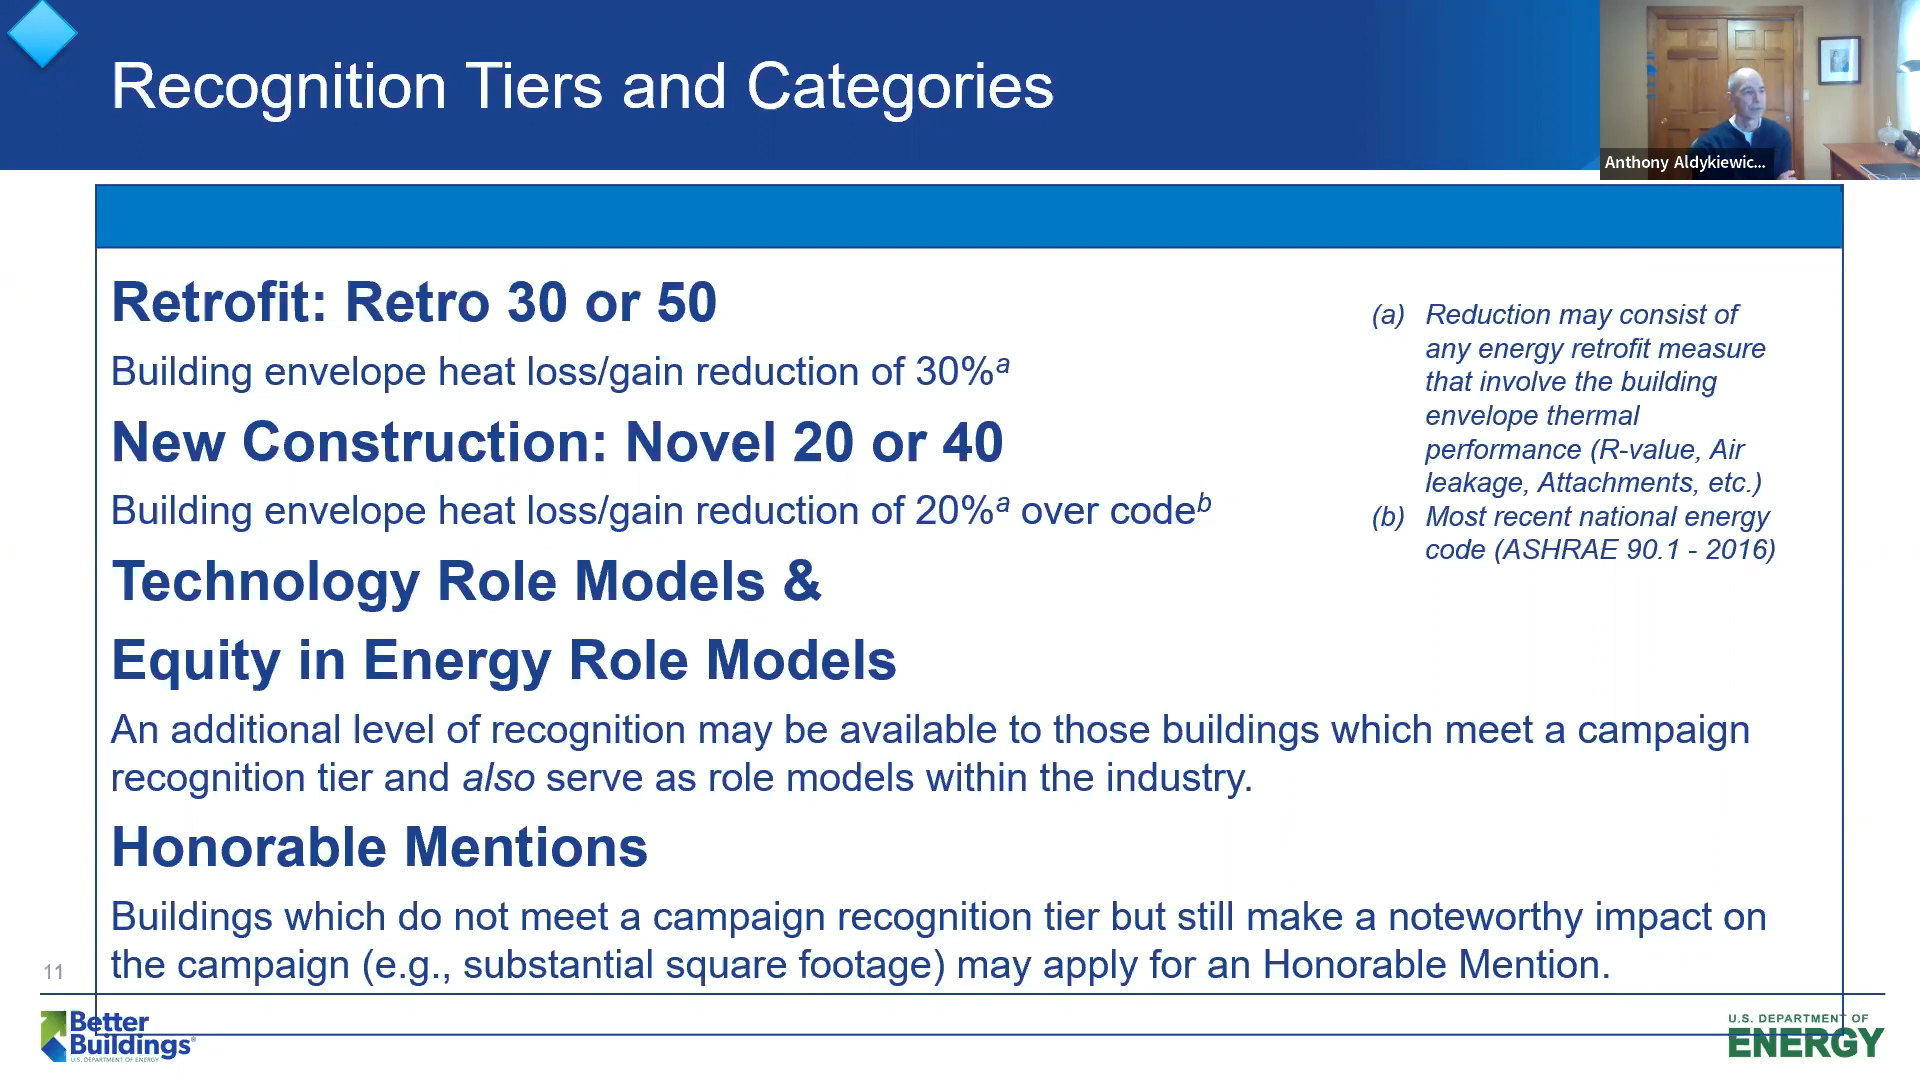 Recognition Tiers and Categories
Anthony Aldykiewic...
Retrofit: Retro 30 or 50
Building envelope heat loss/gain reduction of 30%a
New Construction: Novel 20 or 40
Building envelope heat loss/gain reduction of 20%a over codeb
Technology Role Models &
Equity in Energy Role Models
An additional level of recognition may be available to those buildings which meet a campaign
recognition tier and also serve as role models within the industry.
Honorable Mentions
Buildings which do not meet a campaign recognition tier but still make a noteworthy impact on
the campaign (e.g., substantial square footage) may apply for an Honorable Mention.
(a) Reduction may consist of
any energy retrofit measure
that involve the building
envelope thermal
performance (R-value, Air
leakage, Attachments, etc.)
(b) Most recent national energy
code (ASHRAE 90.1 - 2016)
11
Better
Buildings®
U.S. DEPARTMENT OF ENERGY
U.S. DEPARTMENT OF
ENERGY